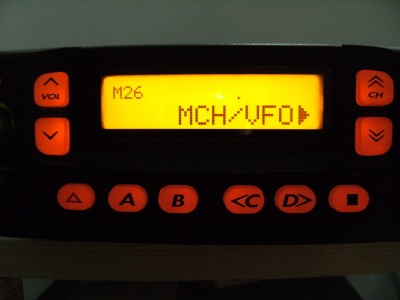 M26
MCH/VFO
VOL
CH
A B <C D>